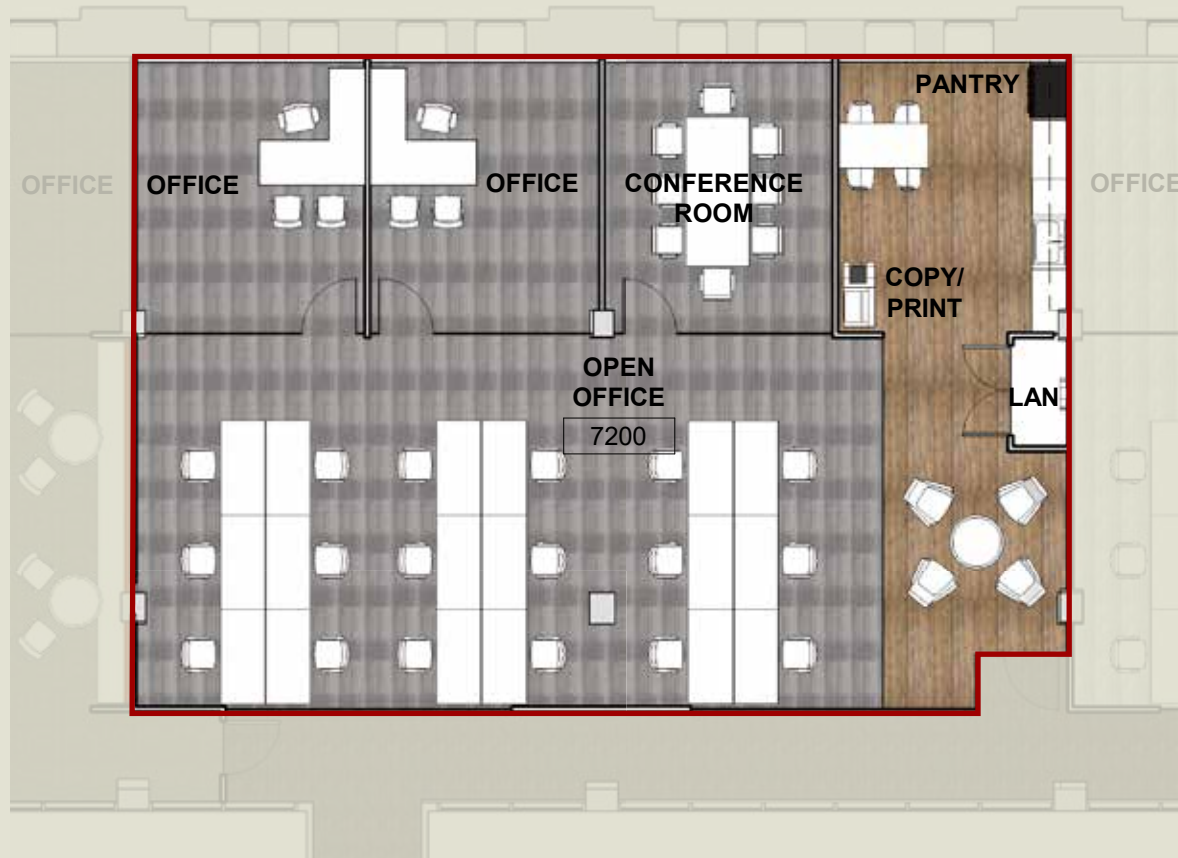 PANTRY
OFFICE
OFFICE
OFFICE
CONFERENCE
ROOM
OFFICE
COPY/
PRINT
OPEN
OFFICE
7200
LAN